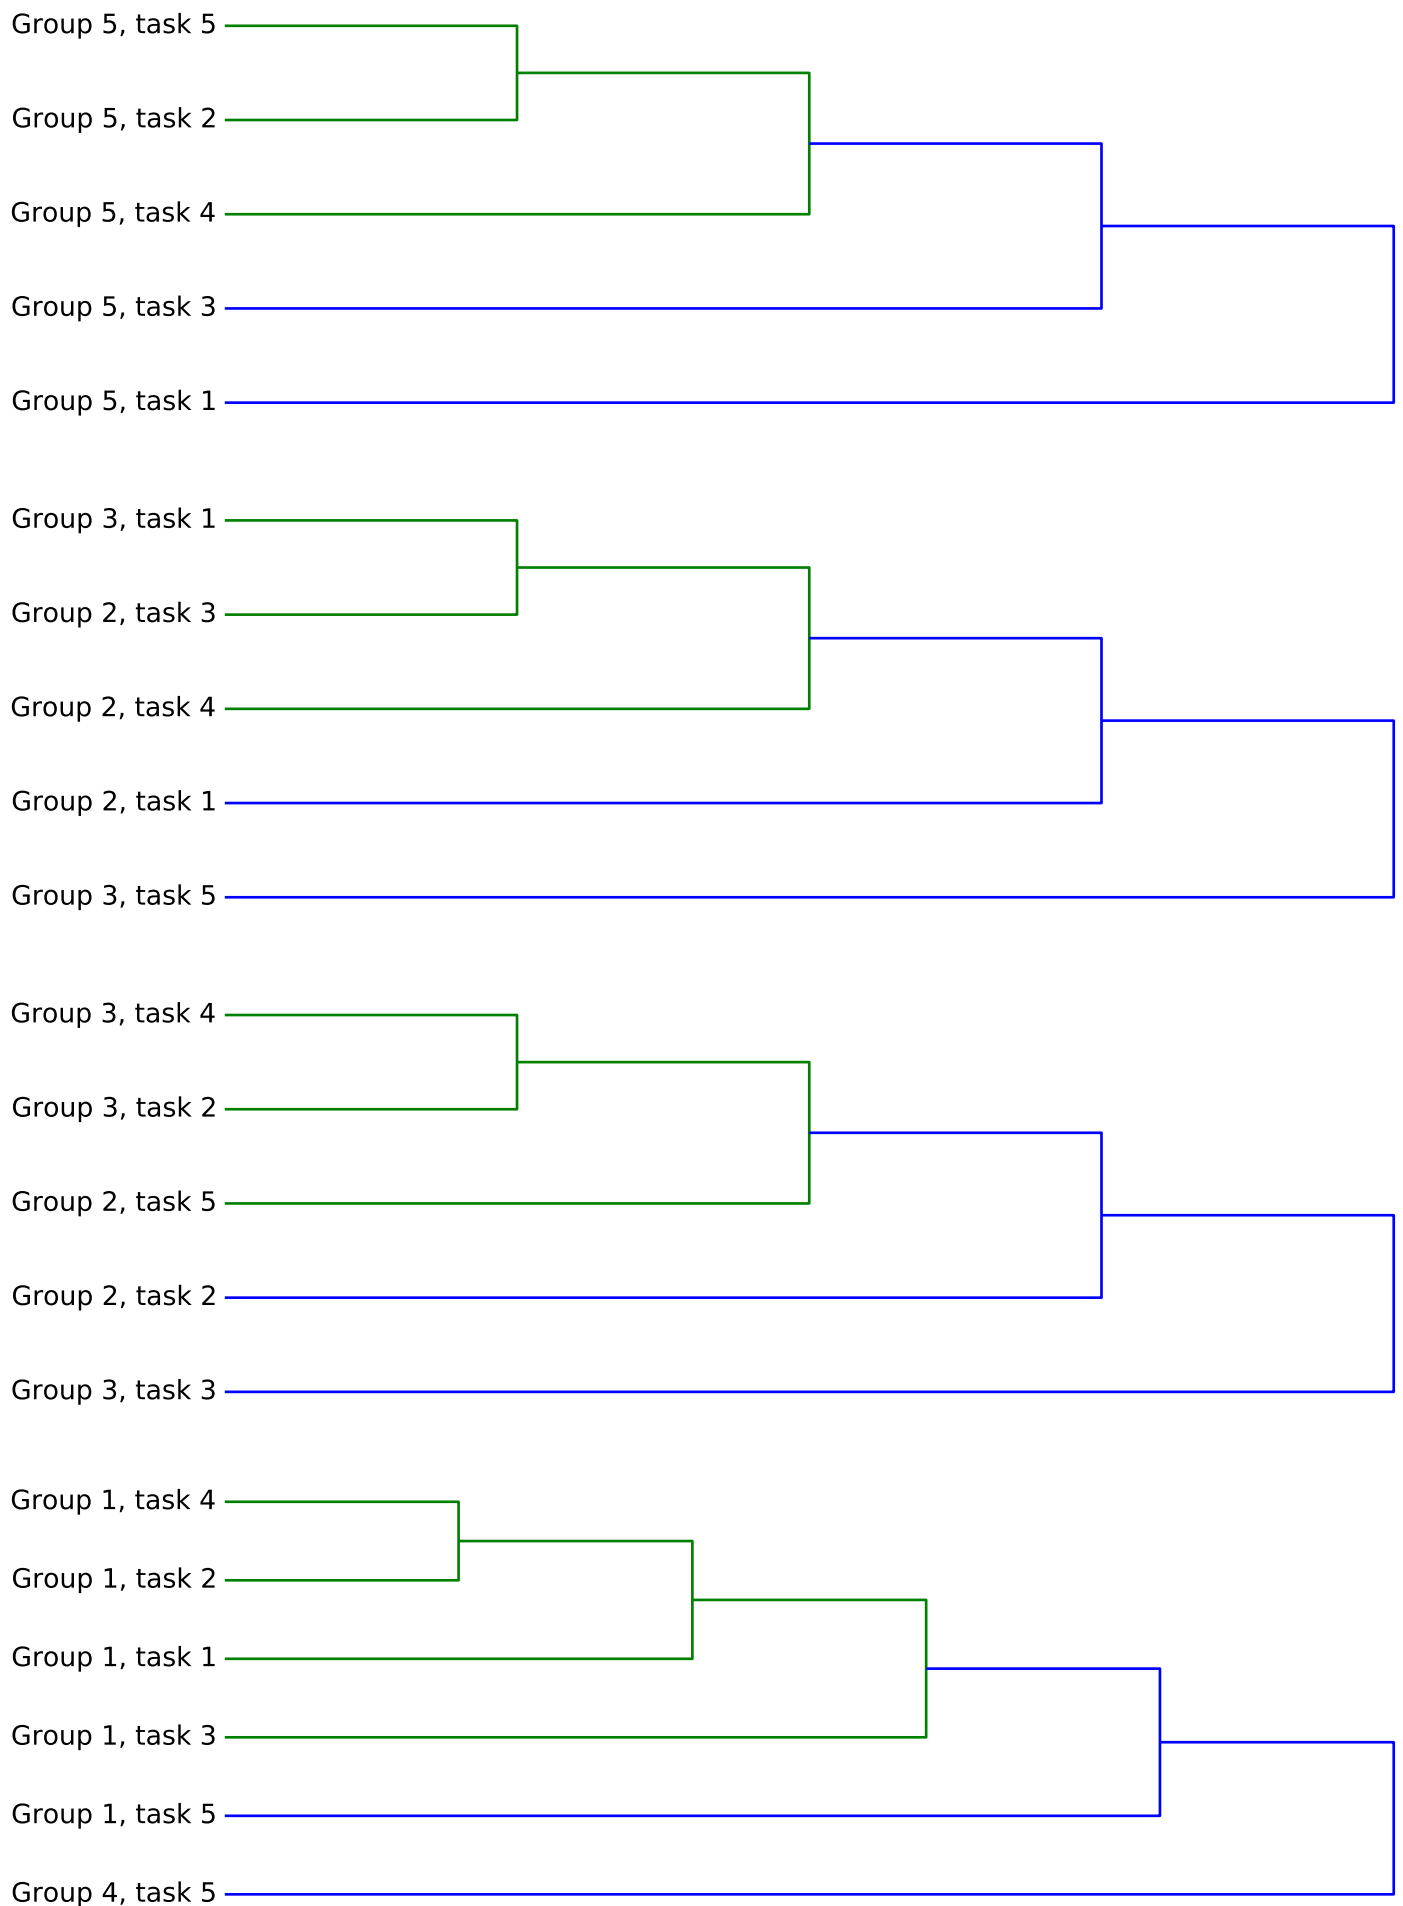 Group 5, task 5
Group 5, task 2
Group 5, task 4
Group 5, task 3
Group 5, task 1
Group 3, task 1
Group 2, task 3
Group 2, task 4
Group 2, task 1
Group 3, task 5
Group 3, task 4
Group 3, task 2
Group 2, task 5
Group 2, task 2
Group 3, task 3
Group 1, task 4
Group 1, task 2
Group 1, task 1
Group 1, task 3
Group 1, task 5
Group 4, task 5